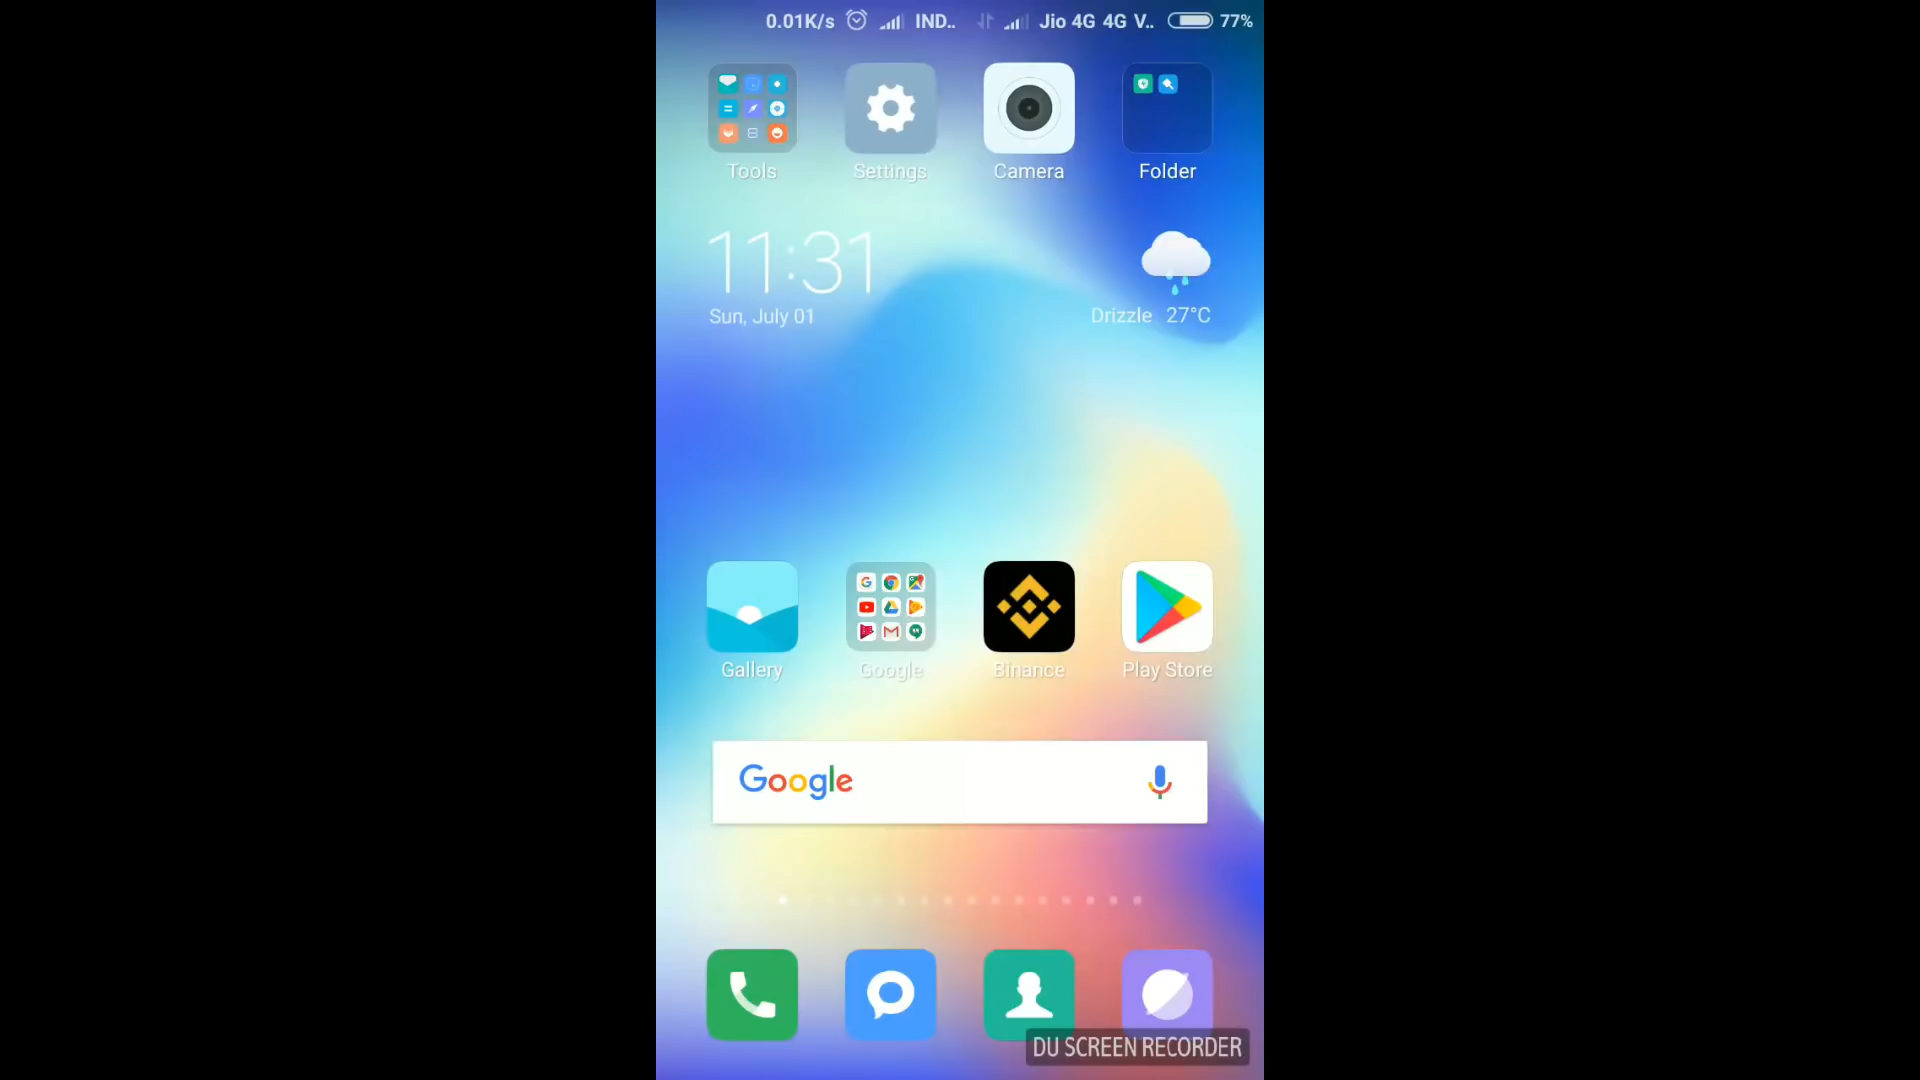 0.01K/s IND.. Jio 4G 4G V.. 77%
Tools Settings Camera Folder
11:31
Sun, July 01
Drizzle 27°C
Gallery Google Binance Play Store
Google
DU SCREEN RECORDER